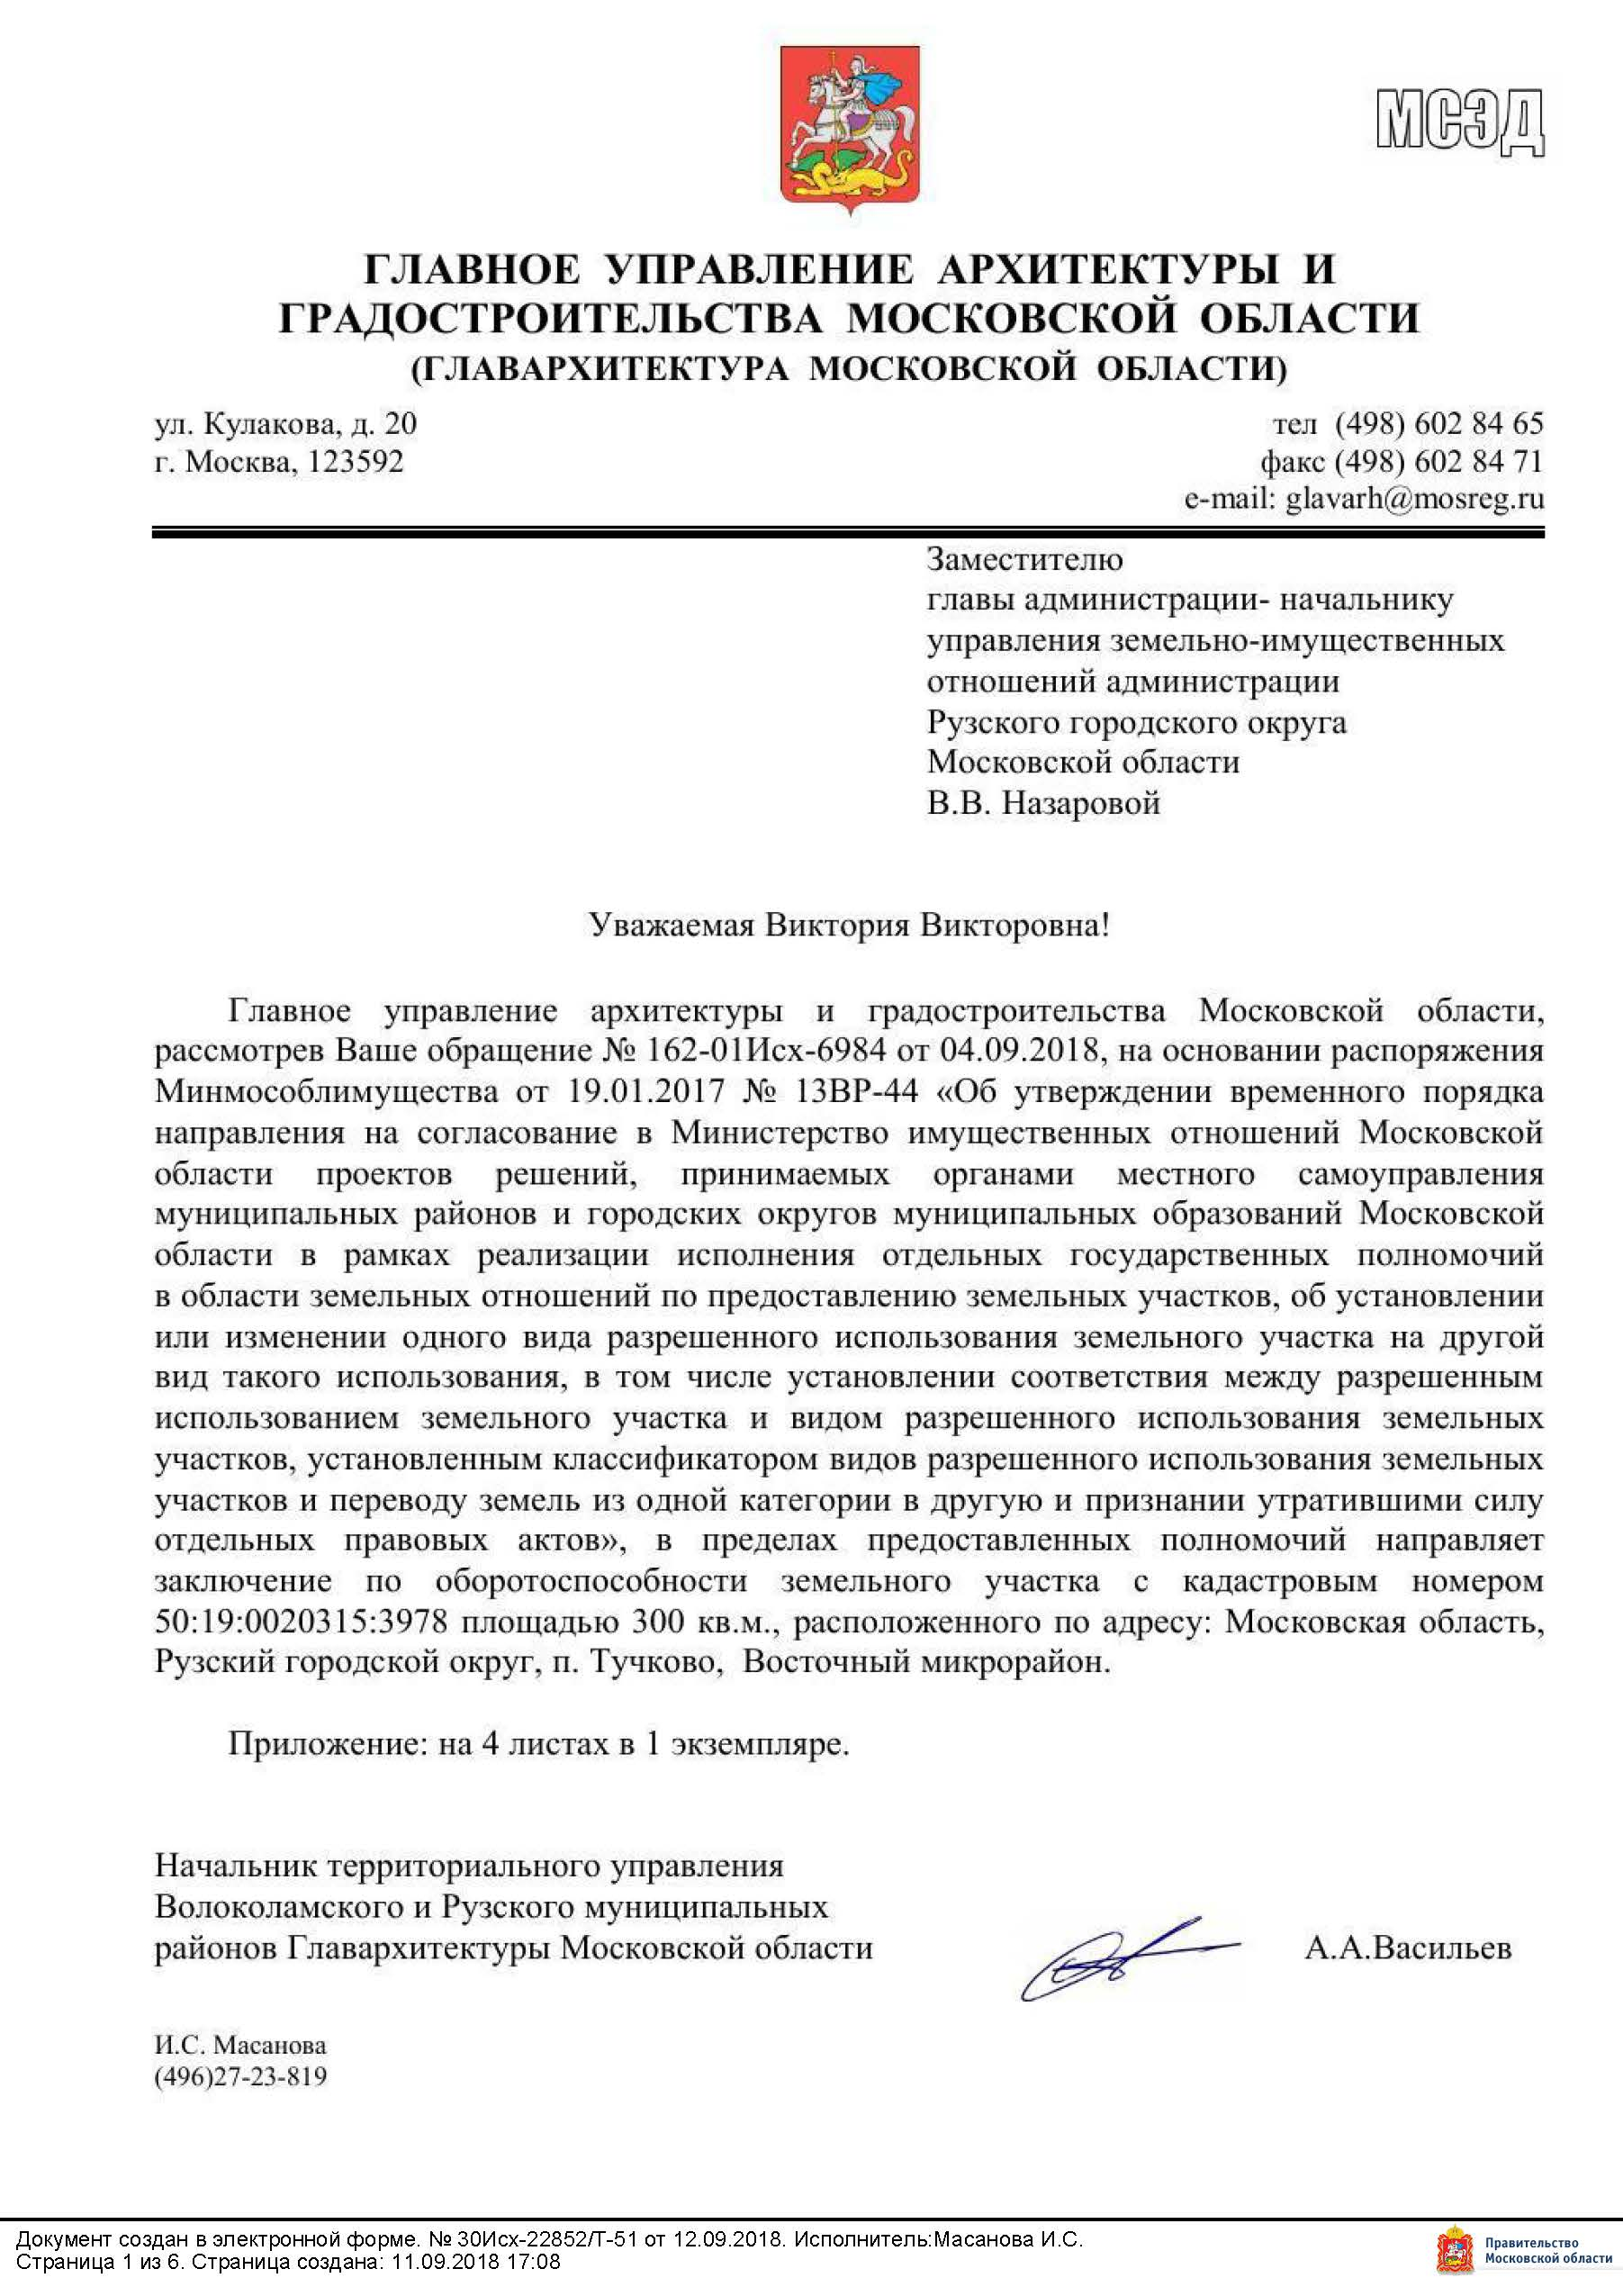 МСЭД
ГЛАВНОЕ УПРАВЛЕНИЕ АРХИТЕКТУРЫ И
ГРАДОСТРОИТЕЛЬСТВА МОСКОВСКОЙ ОБЛАСТИ
(ГЛАВАРХИТЕКТУРА МОСКОВСКОЙ ОБЛАСТИ)
ул. Кулакова, д. 20
г. Москва, 123592
тел (498) 602 84 65
факс (498) 602 84 71
e-mail: glavarh@mosreg.ru
Заместителю
главы администрации- начальнику
управления земельно-имущественных
отношений администрации
Рузского городского округа
Московской области
В.В. Назаровой
Уважаемая Виктория Викторовна!
Главное управление архитектуры и градостроительства Московской области,
рассмотрев Ваше обращение № 162-01Исх-6984 от 04.09.2018, на основании распоряжения
Минмособлимущества от 19.01.2017 № 13ВР-44 «Об утверждении временного порядка
направления на согласование в Министерство имущественных отношений Московской
области проектов решений, принимаемых органами местного самоуправления
муниципальных районов и городских округов муниципальных образований Московской
области в рамках реализации исполнения отдельных государственных полномочий
в области земельных отношений по предоставлению земельных участков, об установлении
или изменении одного вида разрешенного использования земельного участка на другой
вид такого использования, в том числе установлении соответствия между разрешенным
использованием земельного участка и видом разрешенного использования земельных
участков, установленным классификатором видов разрешенного использования земельных
участков и переводу земель из одной категории в другую и признании утратившими силу
отдельных правовых актов», в пределах предоставленных полномочий направляет
заключение по оборотоспособности земельного участка с кадастровым номером
50:19:0020315:3978 площадью 300 кв.м., расположенного по адресу: Московская область,
Рузский городской округ, п. Тучково, Восточный микрорайон.
Приложение: на 4 листах в 1 экземпляре.
Начальник территориального управления
Волоколамского и Рузского муниципальных
районов Главархитектуры Московской области
А.А.Васильев
И.С. Масанова
(496)27-23-819
Документ создан в электронной форме. № 30Исх-22852/Т-51 от 12.09.2018. Исполнитель:Масанова И.С.
Страница 1 из 6. Страница создана: 11.09.2018 17:08
Правительство
Московской области